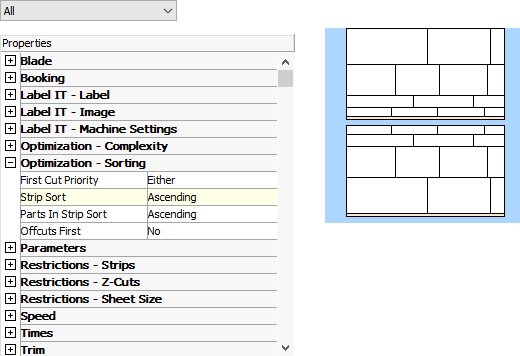 All
Properties
Blade
Booking
Label IT - Label
Label IT - Image
Label IT - Machine Settings
Optimization - Complexity
Optimization - Sorting
First Cut Priority Either
Strip Sort Ascending
Parts In Strip Sort Ascending
Offcuts First No
Parameters
Restrictions - Strips
Restrictions - Z-Cuts
Restrictions - Sheet Size
Speed
Times
Trim